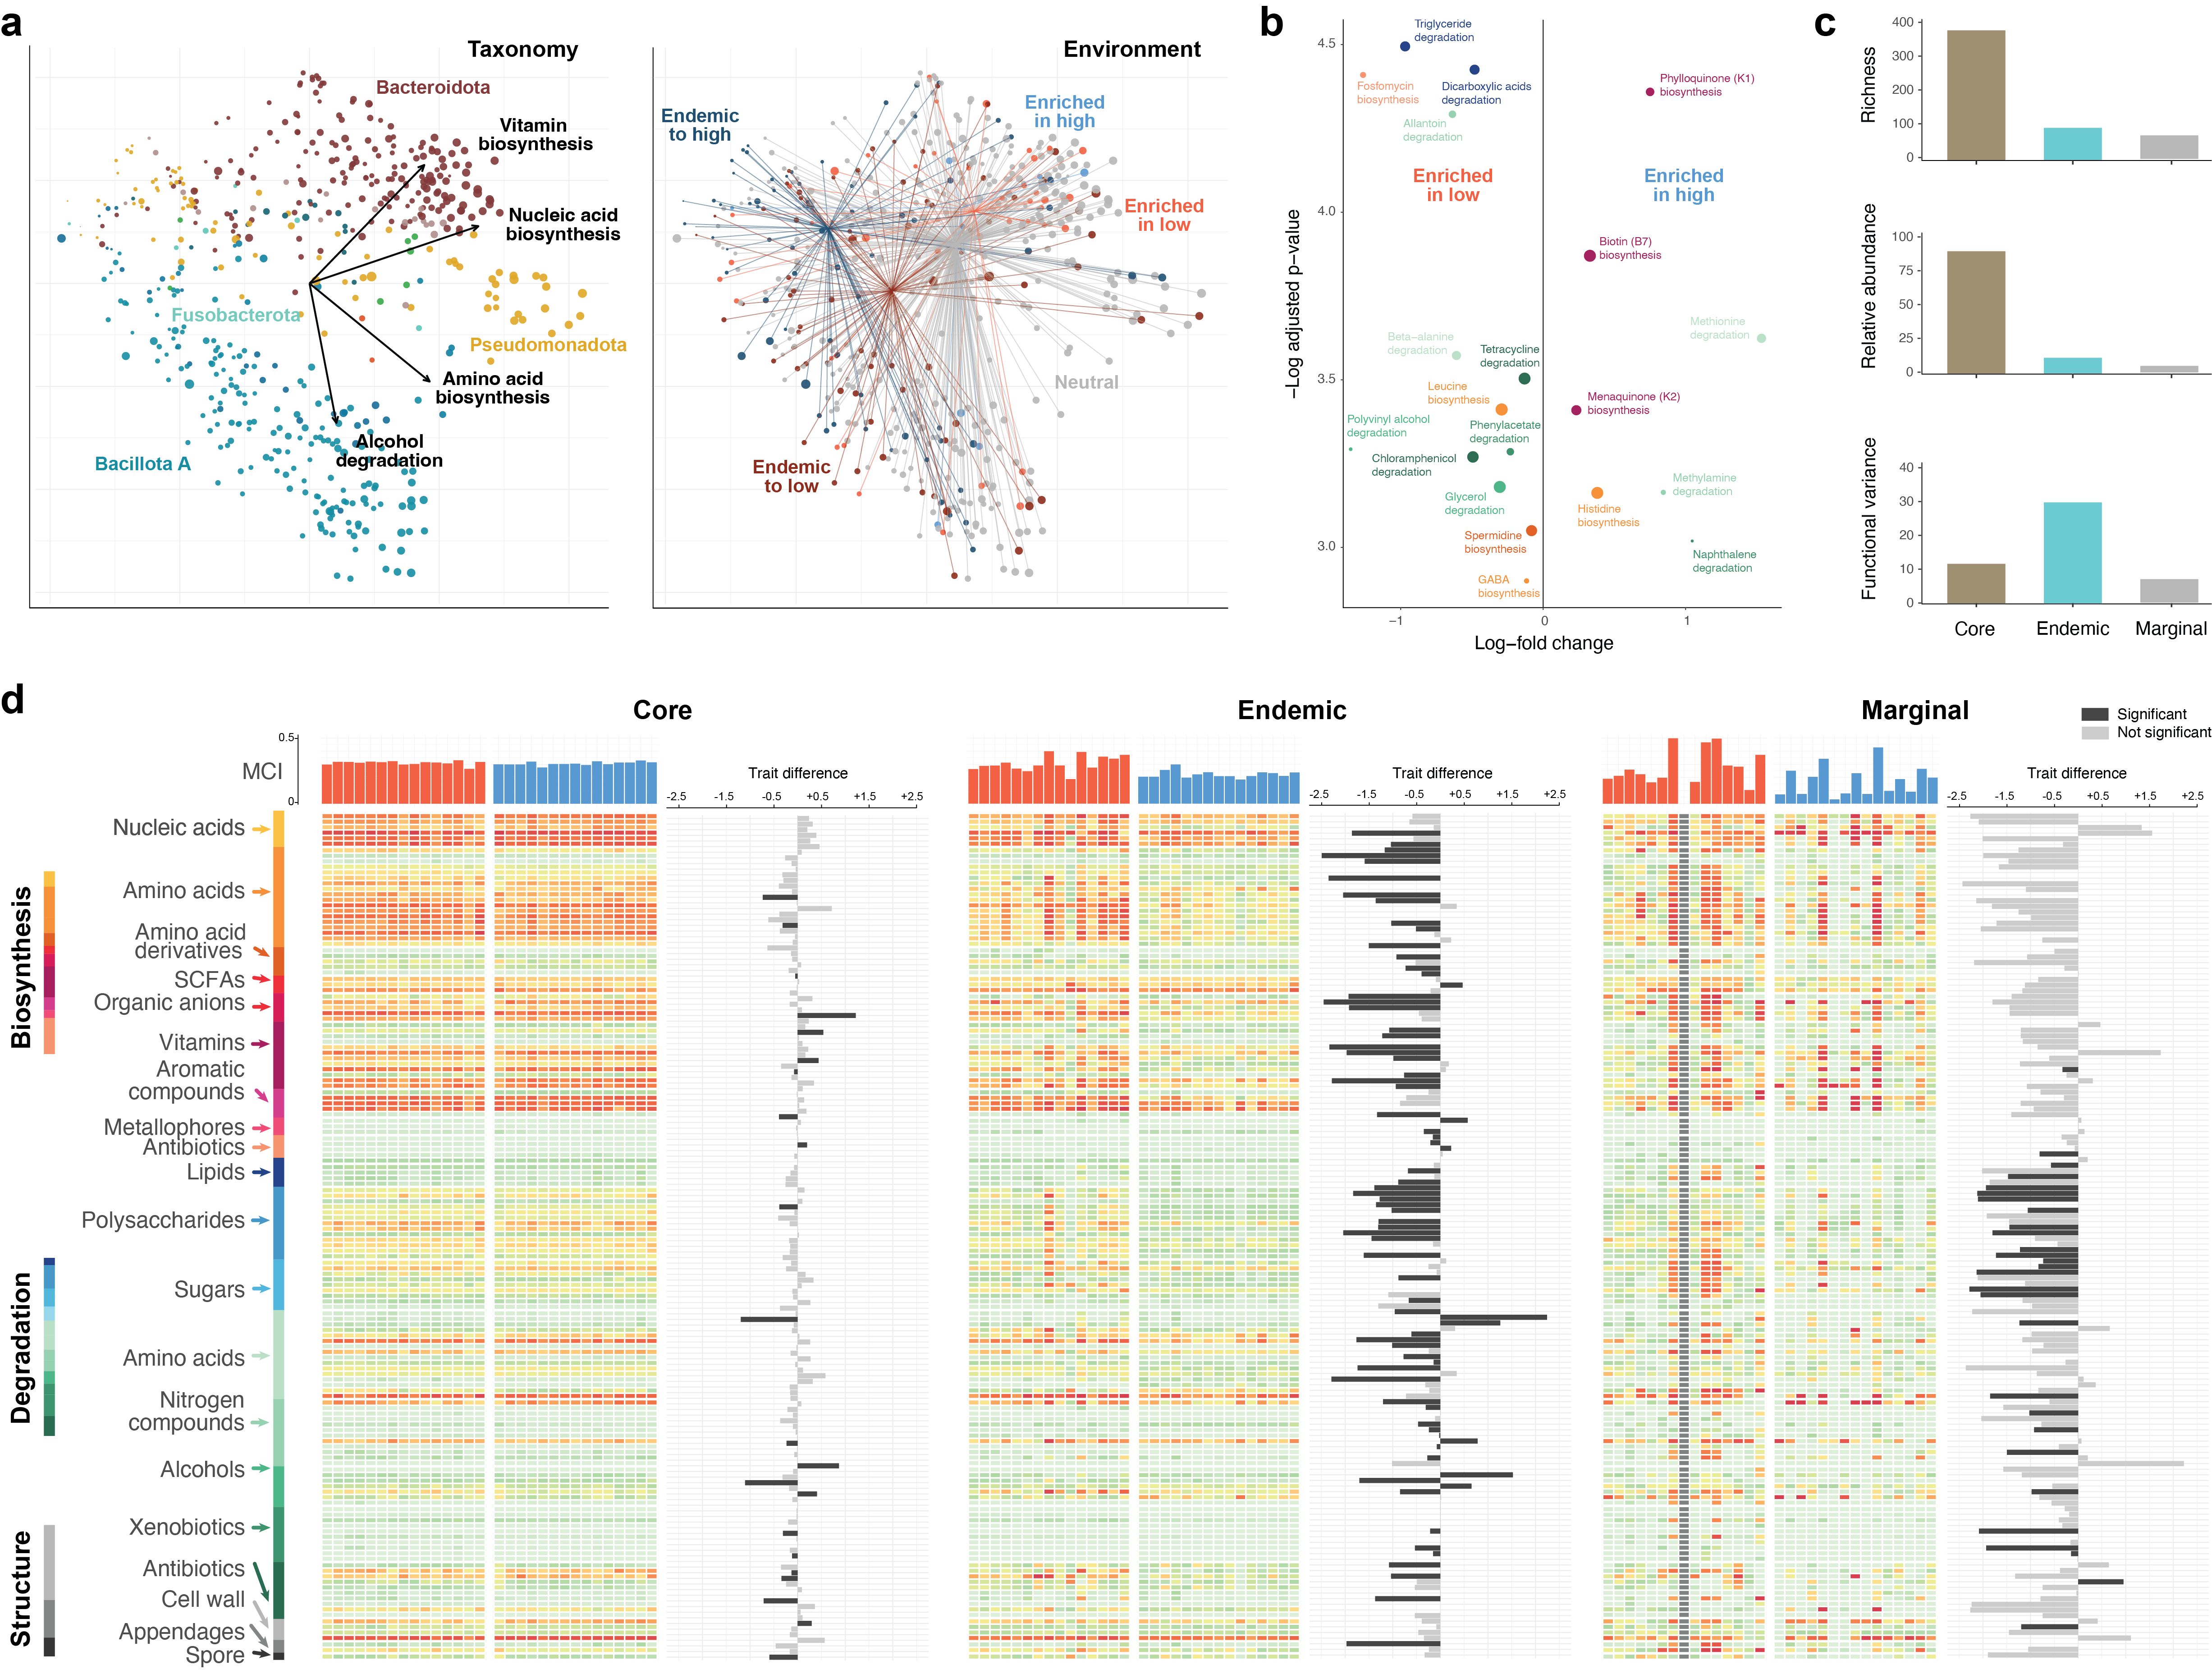 a
Taxonomy
Bacteroidota
Vitamin
biosynthesis
Nucleic acid
biosynthesis
Fusobacterota
Pseudomonadota
Amino acid
biosynthesis
Alcohol
degradation
Bacillota A
Environment
Endemic
to high
Enriched
in high
Enriched
in low
Neutral
Endemic
to low
b
−Log adjusted p−value
4.5
4.0
3.5
3.0
Triglyceride
degradation
Fosfomycin
biosynthesis
Dicarboxylic acids
degradation
Allantoin
degradation
Phylloquinone (K1)
biosynthesis
Enriched
in low
Enriched
in high
Biotin (B7)
biosynthesis
Methionine
degradation
Beta−alanine
degradation
Tetracycline
degradation
Leucine
biosynthesis
Menaquinone (K2)
biosynthesis
Polyvinyl alcohol
degradation
Phenylacetate
degradation
Chloramphenicol
degradation
Glycerol
degradation
Histidine
biosynthesis
Methylamine
degradation
Spermidine
biosynthesis
Naphthalene
degradation
GABA
biosynthesis
−1
0
1
Log−fold change
c
Richness
400
300
200
100
0
Relative abundance
100
75
50
25
0
Functional variance
40
30
20
10
0
Core
Endemic
Marginal
d
Core
Endemic
Marginal
Significant
Not significant
0.5
MCI
0
Trait difference
-2.5 -1.5 -0.5 +0.5 +1.5 +2.5
Trait difference
-2.5 -1.5 -0.5 +0.5 +1.5 +2.5
Trait difference
-2.5 -1.5 -0.5 +0.5 +1.5 +2.5
Biosynthesis
Nucleic acids
Amino acids
Amino acid
derivatives
SCFAs
Organic anions
Vitamins
Aromatic
compounds
Metallophores
Antibiotics
Degradation
Lipids
Polysaccharides
Sugars
Amino acids
Nitrogen
compounds
Alcohols
Xenobiotics
Antibiotics
Structure
Cell wall
Appendages
Spore